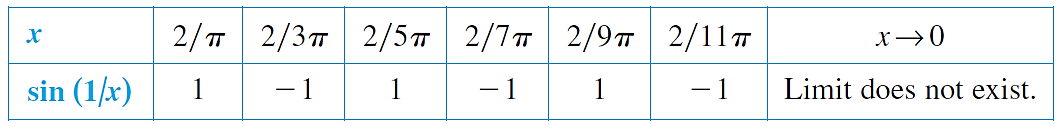 x 2/π 2/3π 2/5π 2/7π 2/9π 2/11π x→0
sin (1/x) 1 −1 1 −1 1 −1 Limit does not exist.